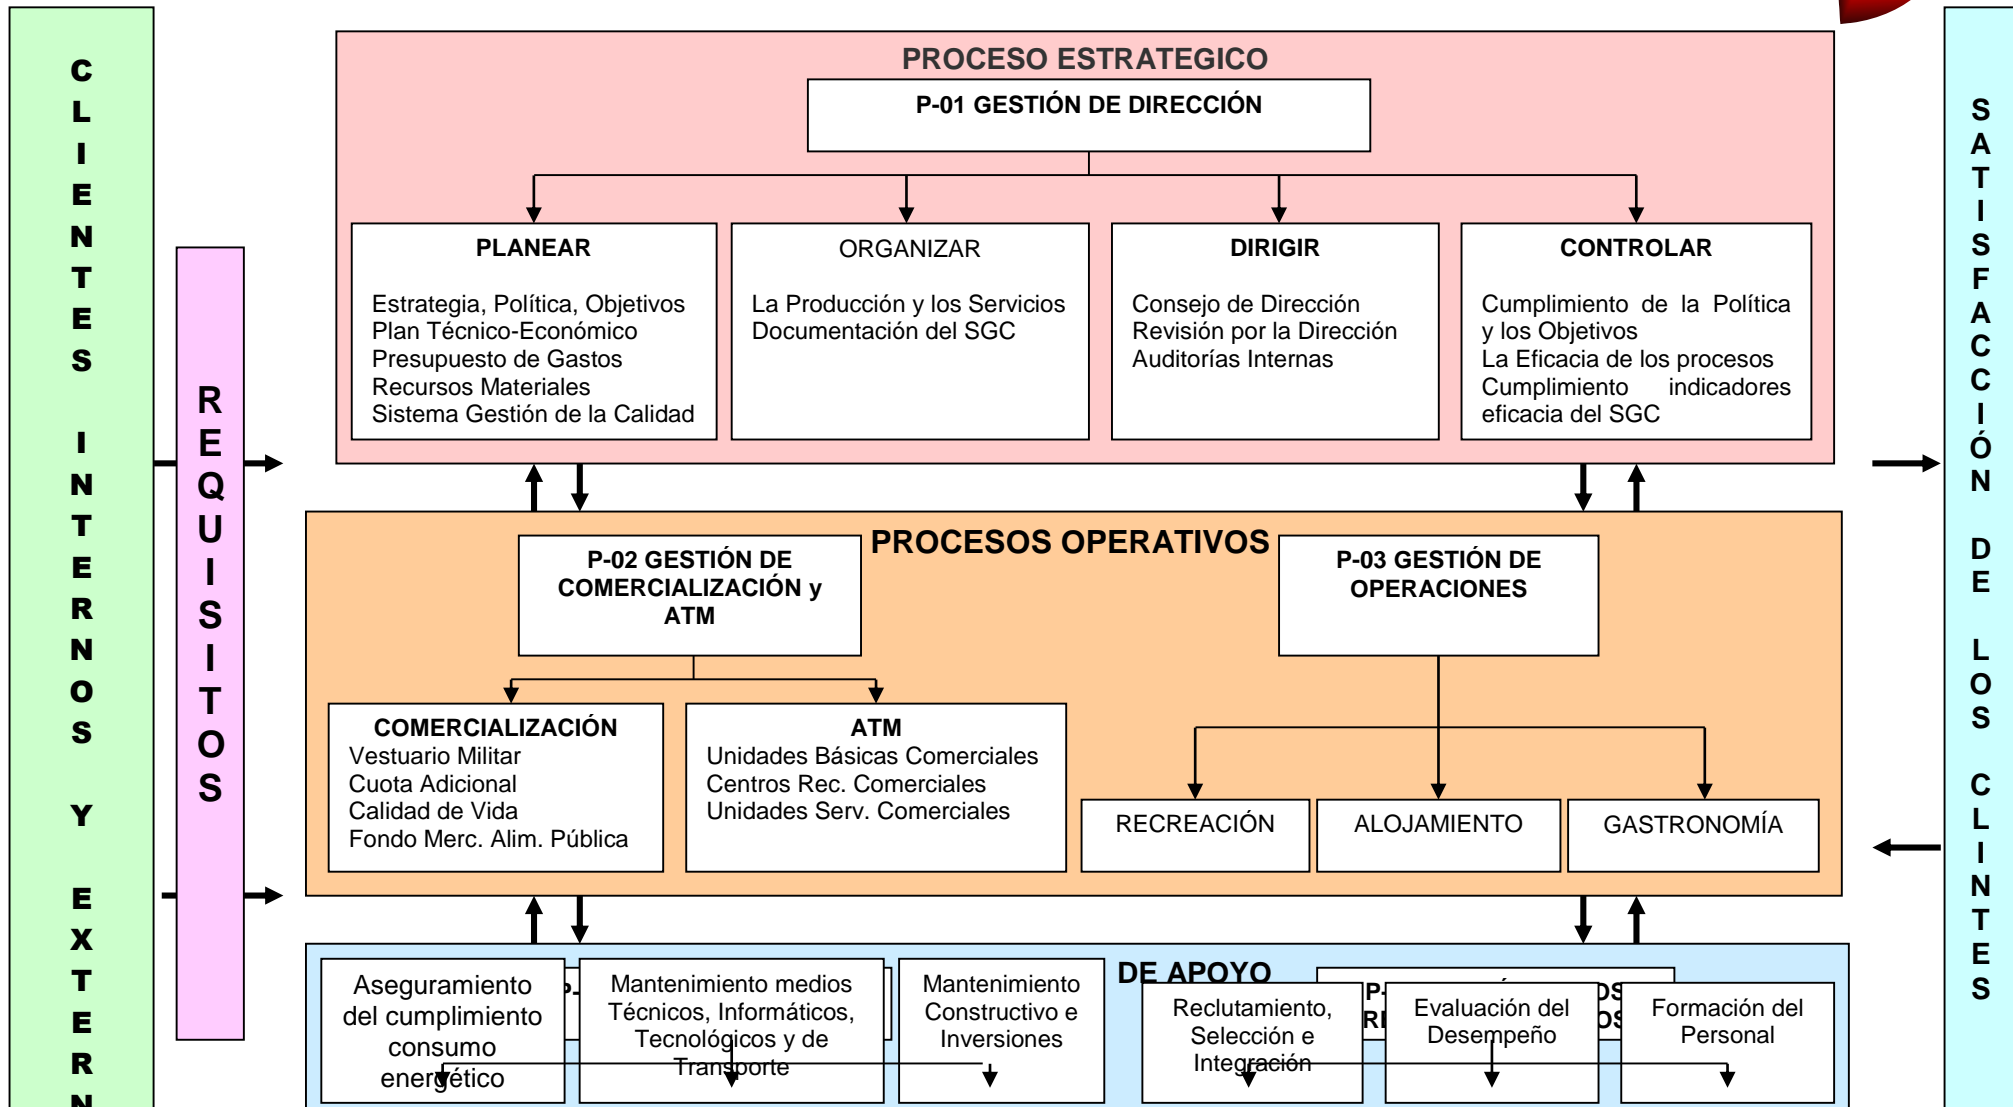 CLIENTES INTERNOS Y EXTERN
REQUISITOS
PROCESO ESTRATEGICO
P-01 GESTIÓN DE DIRECCIÓN
PLANEAR
Estrategia, Política, Objetivos
Plan Técnico-Económico
Presupuesto de Gastos
Recursos Materiales
Sistema Gestión de la Calidad
ORGANIZAR
La Producción y los Servicios
Documentación del SGC
DIRIGIR
Consejo de Dirección
Revisión por la Dirección
Auditorías Internas
CONTROLAR
Cumplimiento de la Política
y los Objetivos
La Eficacia de los procesos
Cumplimiento indicadores
eficacia del SGC
PROCESOS OPERATIVOS
P-02 GESTIÓN DE
COMERCIALIZACIÓN y
ATM
P-03 GESTIÓN DE
OPERACIONES
COMERCIALIZACIÓN
Vestuario Militar
Cuota Adicional
Calidad de Vida
Fondo Merc. Alim. Pública
ATM
Unidades Básicas Comerciales
Centros Rec. Comerciales
Unidades Serv. Comerciales
RECREACIÓN
ALOJAMIENTO
GASTRONOMÍA
DE APOYO
Aseguramiento
del cumplimiento
consumo
energético
Mantenimiento medios
Técnicos, Informáticos,
Tecnológicos y de
Transporte
Mantenimiento
Constructivo e
Inversiones
Reclutamiento,
Selección e
Integración
Evaluación del
Desempeño
Formación del
Personal
SATISFACCIÓN DE LOS CLINTES